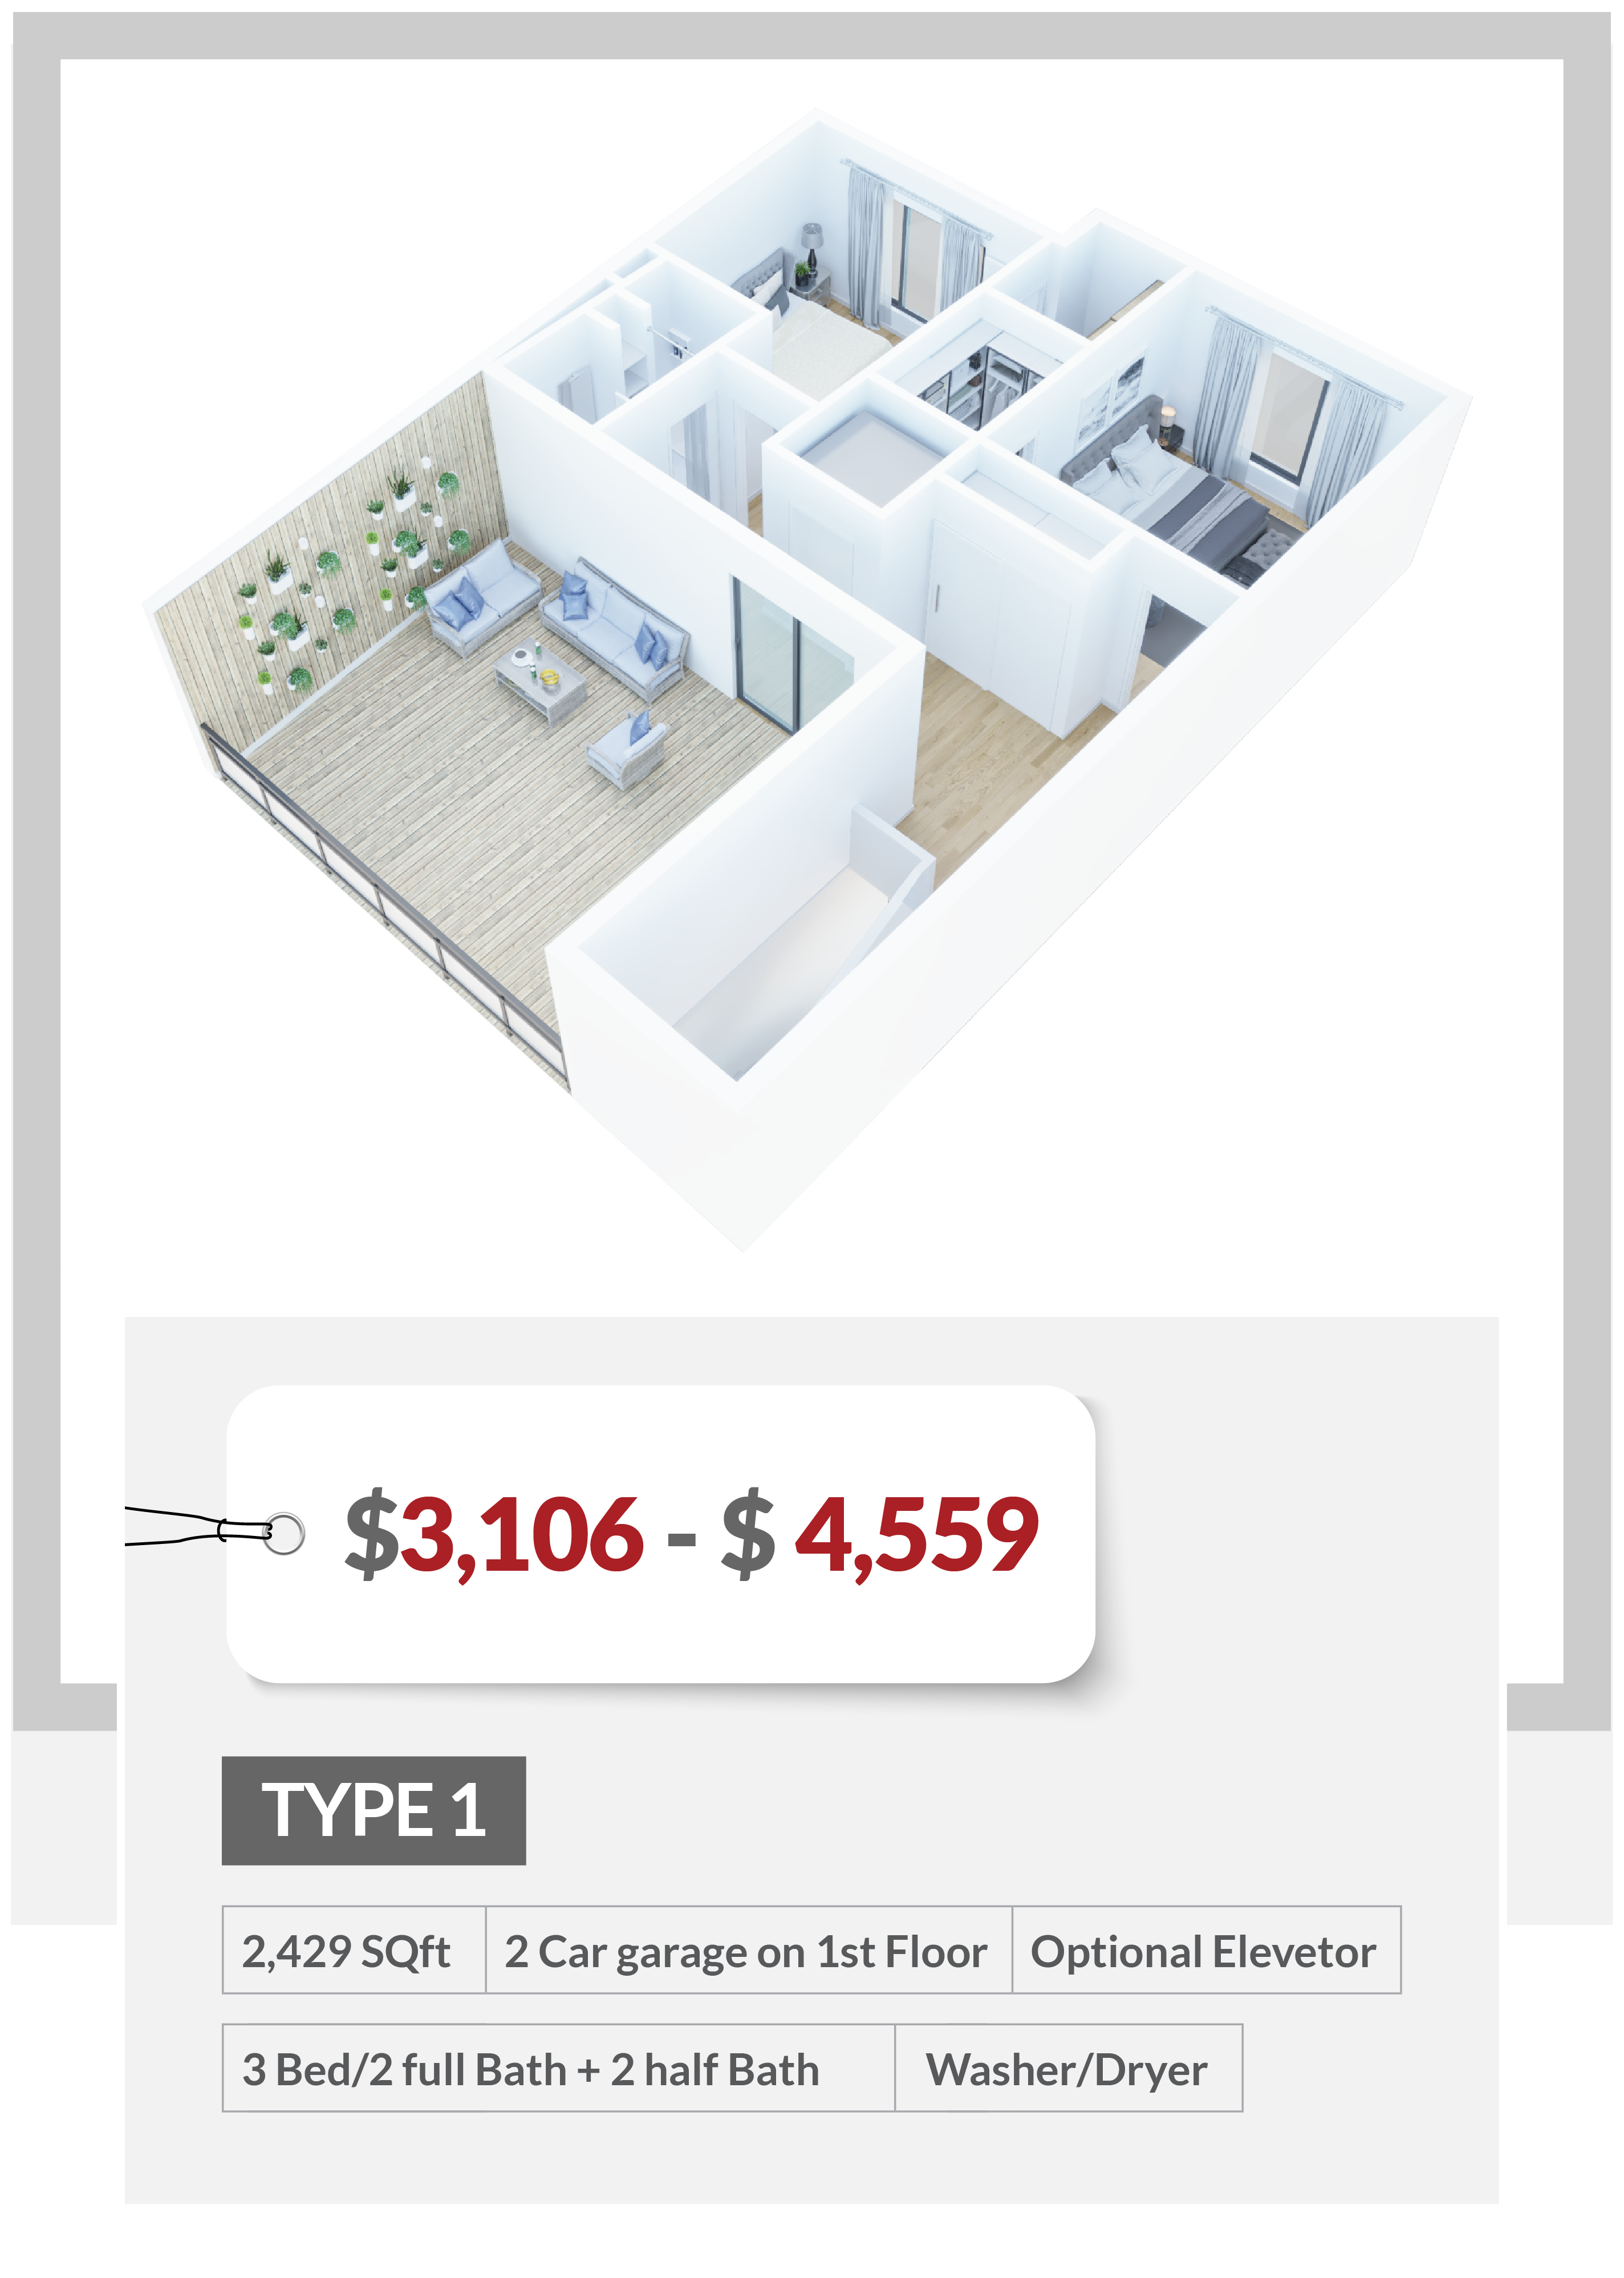 $3,106 - $ 4,559
TYPE 1
2,429 SQft 2 Car garage on 1st Floor Optional Elevetor
3 Bed/2 full Bath + 2 half Bath Washer/Dryer